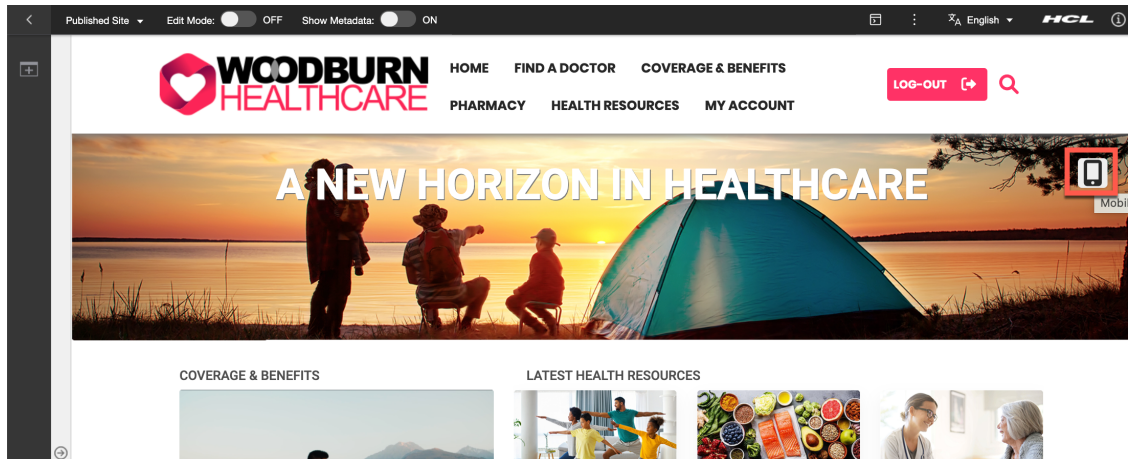 Published Site Edit Mode: OFF Show Metadata: ON English HCL
WOODBURN
HEALTHCARE
HOME FIND A DOCTOR COVERAGE & BENEFITS
PHARMACY HEALTH RESOURCES MY ACCOUNT
LOG-OUT
A NEW HORIZON IN HEALTHCARE
Mobil
COVERAGE & BENEFITS LATEST HEALTH RESOURCES